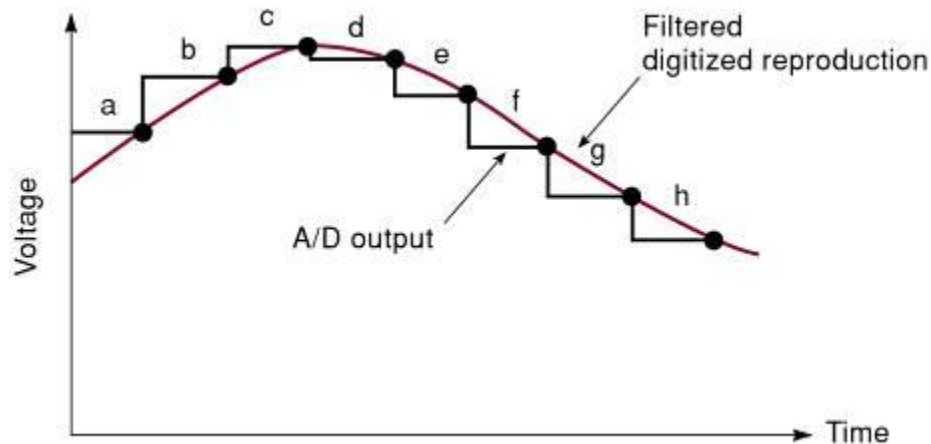 c
d
b
e
a
f
g
h
Filtered
digitized reproduction
A/D output
Voltage
Time